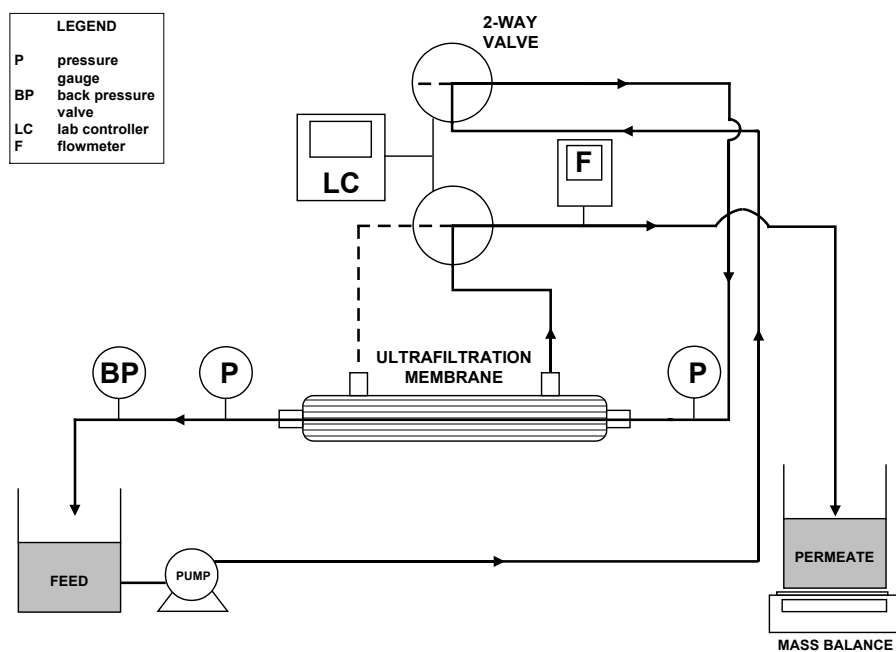 LEGEND
P pressure
gauge
BP back pressure
valve
LC lab controller
F flowmeter
2-WAY
VALVE
LC
F
ULTRAFILTRATION
MEMBRANE
BP
P
P
FEED
PUMP
PERMEATE
MASS BALANCE